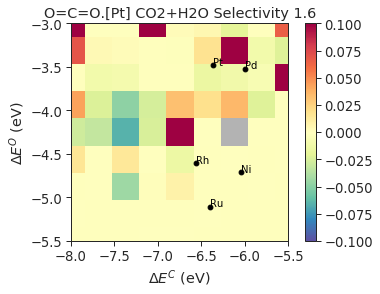 O=C=O.[Pt] CO2+H2O Selectivity 1.6
−3.0
−3.5
−4.0
−4.5
−5.0
−5.5
ΔE^O (eV)
Pt
Pd
Rh
Ni
Ru
−8.0 −7.5 −7.0 −6.5 −6.0 −5.5
ΔE^C (eV)
0.100
0.075
0.050
0.025
0.000
−0.025
−0.050
−0.075
−0.100